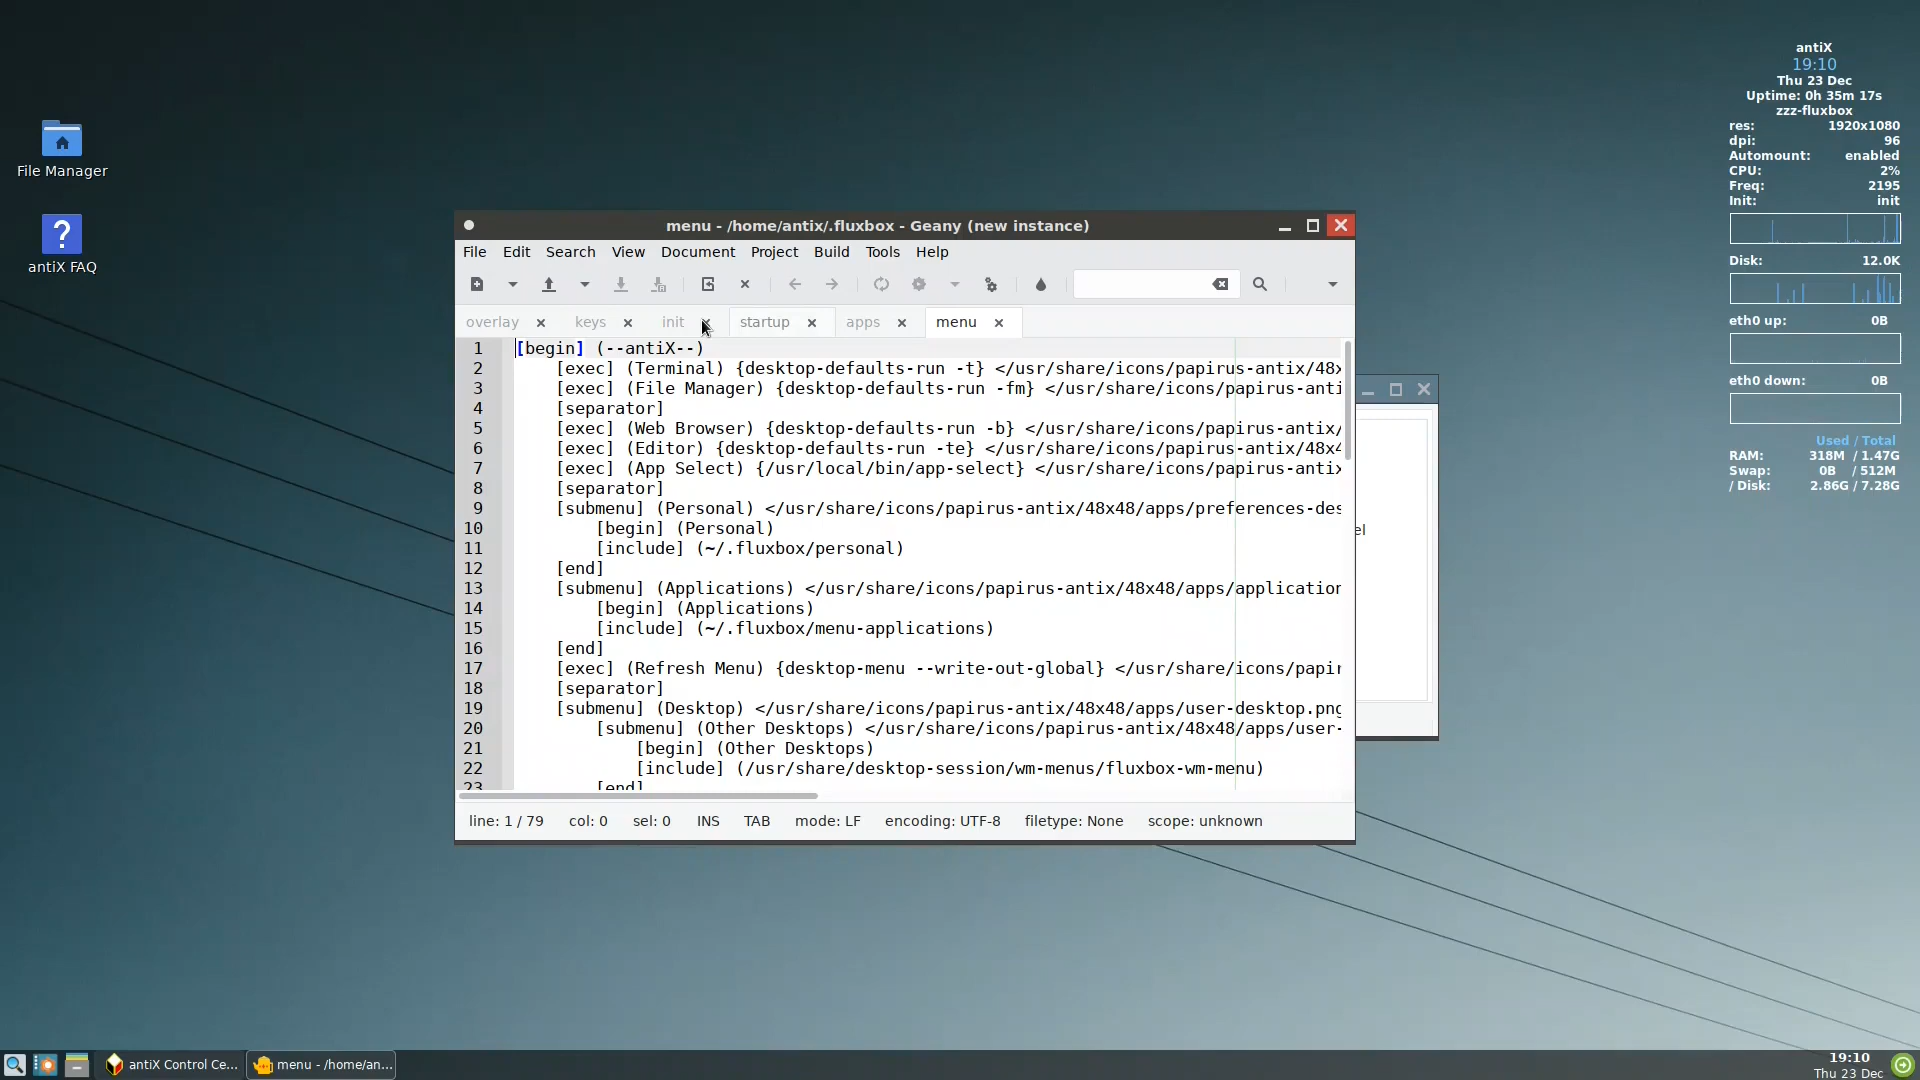 File Manager
antiX FAQ
menu - /home/antix/.fluxbox - Geany (new instance)
File Edit Search View Document Project Build Tools Help
overlay keys init startup apps menu
1 [begin] (--antiX--)
2 [exec] (Terminal) {desktop-defaults-run -t} </usr/share/icons/papirus-antix/48x
3 [exec] (File Manager) {desktop-defaults-run -fm} </usr/share/icons/papirus-anti
4 [separator]
5 [exec] (Web Browser) {desktop-defaults-run -b} </usr/share/icons/papirus-antix/
6 [exec] (Editor) {desktop-defaults-run -te} </usr/share/icons/papirus-antix/48x4
7 [exec] (App Select) {/usr/local/bin/app-select} </usr/share/icons/papirus-antix
8 [separator]
9 [submenu] (Personal) </usr/share/icons/papirus-antix/48x48/apps/preferences-des
10 [begin] (Personal)
11 [include] (~/.fluxbox/personal)
12 [end]
13 [submenu] (Applications) </usr/share/icons/papirus-antix/48x48/apps/application
14 [begin] (Applications)
15 [include] (~/.fluxbox/menu-applications)
16 [end]
17 [exec] (Refresh Menu) {desktop-menu --write-out-global} </usr/share/icons/papir
18 [separator]
19 [submenu] (Desktop) </usr/share/icons/papirus-antix/48x48/apps/user-desktop.png
20 [submenu] (Other Desktops) </usr/share/icons/papirus-antix/48x48/apps/user-
21 [begin] (Other Desktops)
22 [include] (/usr/share/desktop-session/wm-menus/fluxbox-wm-menu)
23 [end]
line: 1 / 79 col: 0 sel: 0 INS TAB mode: LF encoding: UTF-8 filetype: None scope: unknown
el
antiX
19:10
Thu 23 Dec
Uptime: 0h 35m 17s
zzz-fluxbox
res: 1920x1080
dpi: 96
Automount: enabled
CPU: 2%
Freq: 2195
Init: init
Disk: 12.0K
eth0 up: 0B
eth0 down: 0B
Used / Total
RAM: 318M / 1.47G
Swap: 0B / 512M
/ Disk: 2.86G / 7.28G
antiX Control Ce...
menu - /home/an...
19:10
Thu 23 Dec